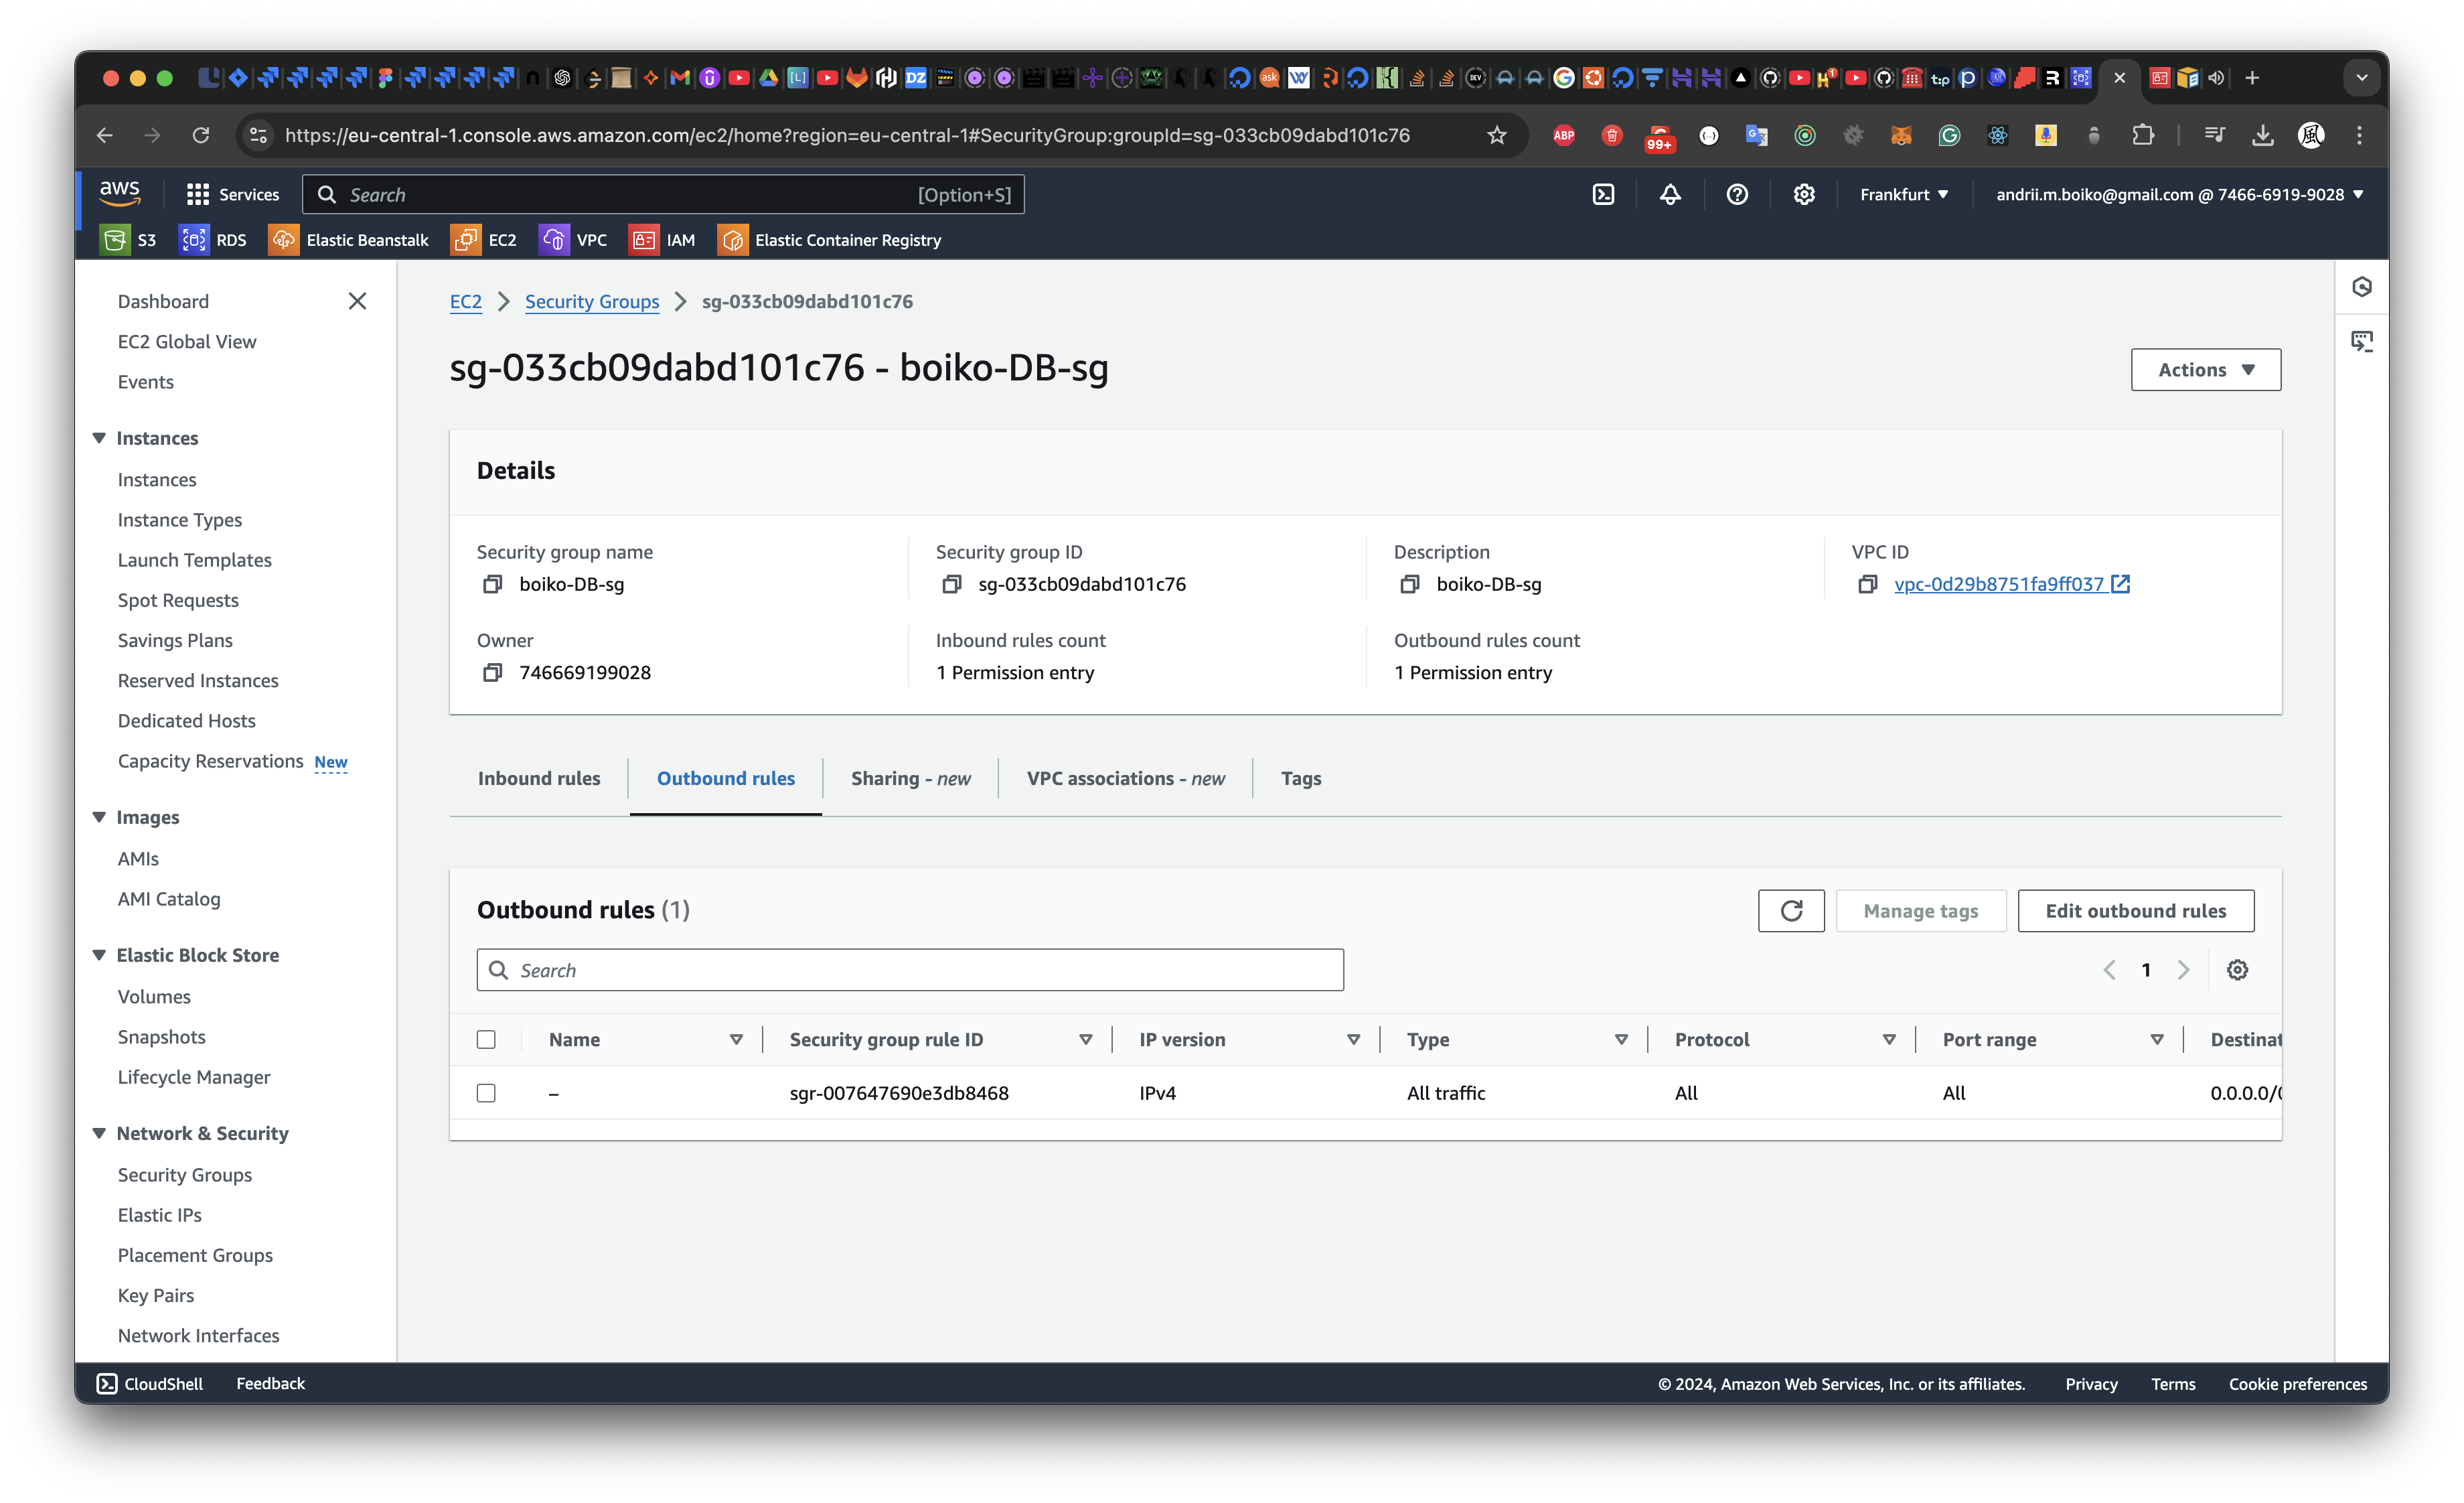 https://eu-central-1.console.aws.amazon.com/ec2/home?region=eu-central-1#SecurityGroup:groupId=sg-033cb09dabd101c76
ABP
99+
aws
Services
Search
[Option+S]
Frankfurt
andrii.m.boiko@gmail.com @ 7466-6919-9028
S3
RDS
Elastic Beanstalk
EC2
VPC
IAM
Elastic Container Registry
Dashboard
EC2 Global View
Events
Instances
Instances
Instance Types
Launch Templates
Spot Requests
Savings Plans
Reserved Instances
Dedicated Hosts
Capacity Reservations New
Images
AMIs
AMI Catalog
Elastic Block Store
Volumes
Snapshots
Lifecycle Manager
Network & Security
Security Groups
Elastic IPs
Placement Groups
Key Pairs
Network Interfaces
EC2 > Security Groups > sg-033cb09dabd101c76
sg-033cb09dabd101c76 - boiko-DB-sg
Actions
Details
Security group name
boiko-DB-sg
Security group ID
sg-033cb09dabd101c76
Description
boiko-DB-sg
VPC ID
vpc-0d29b8751fa9ff037
Owner
746669199028
Inbound rules count
1 Permission entry
Outbound rules count
1 Permission entry
Inbound rules
Outbound rules
Sharing - new
VPC associations - new
Tags
Outbound rules (1)
Manage tags
Edit outbound rules
Search
1
Name
Security group rule ID
IP version
Type
Protocol
Port range
Destinat
–
sgr-007647690e3db8468
IPv4
All traffic
All
All
0.0.0.0/0
CloudShell
Feedback
© 2024, Amazon Web Services, Inc. or its affiliates.
Privacy
Terms
Cookie preferences